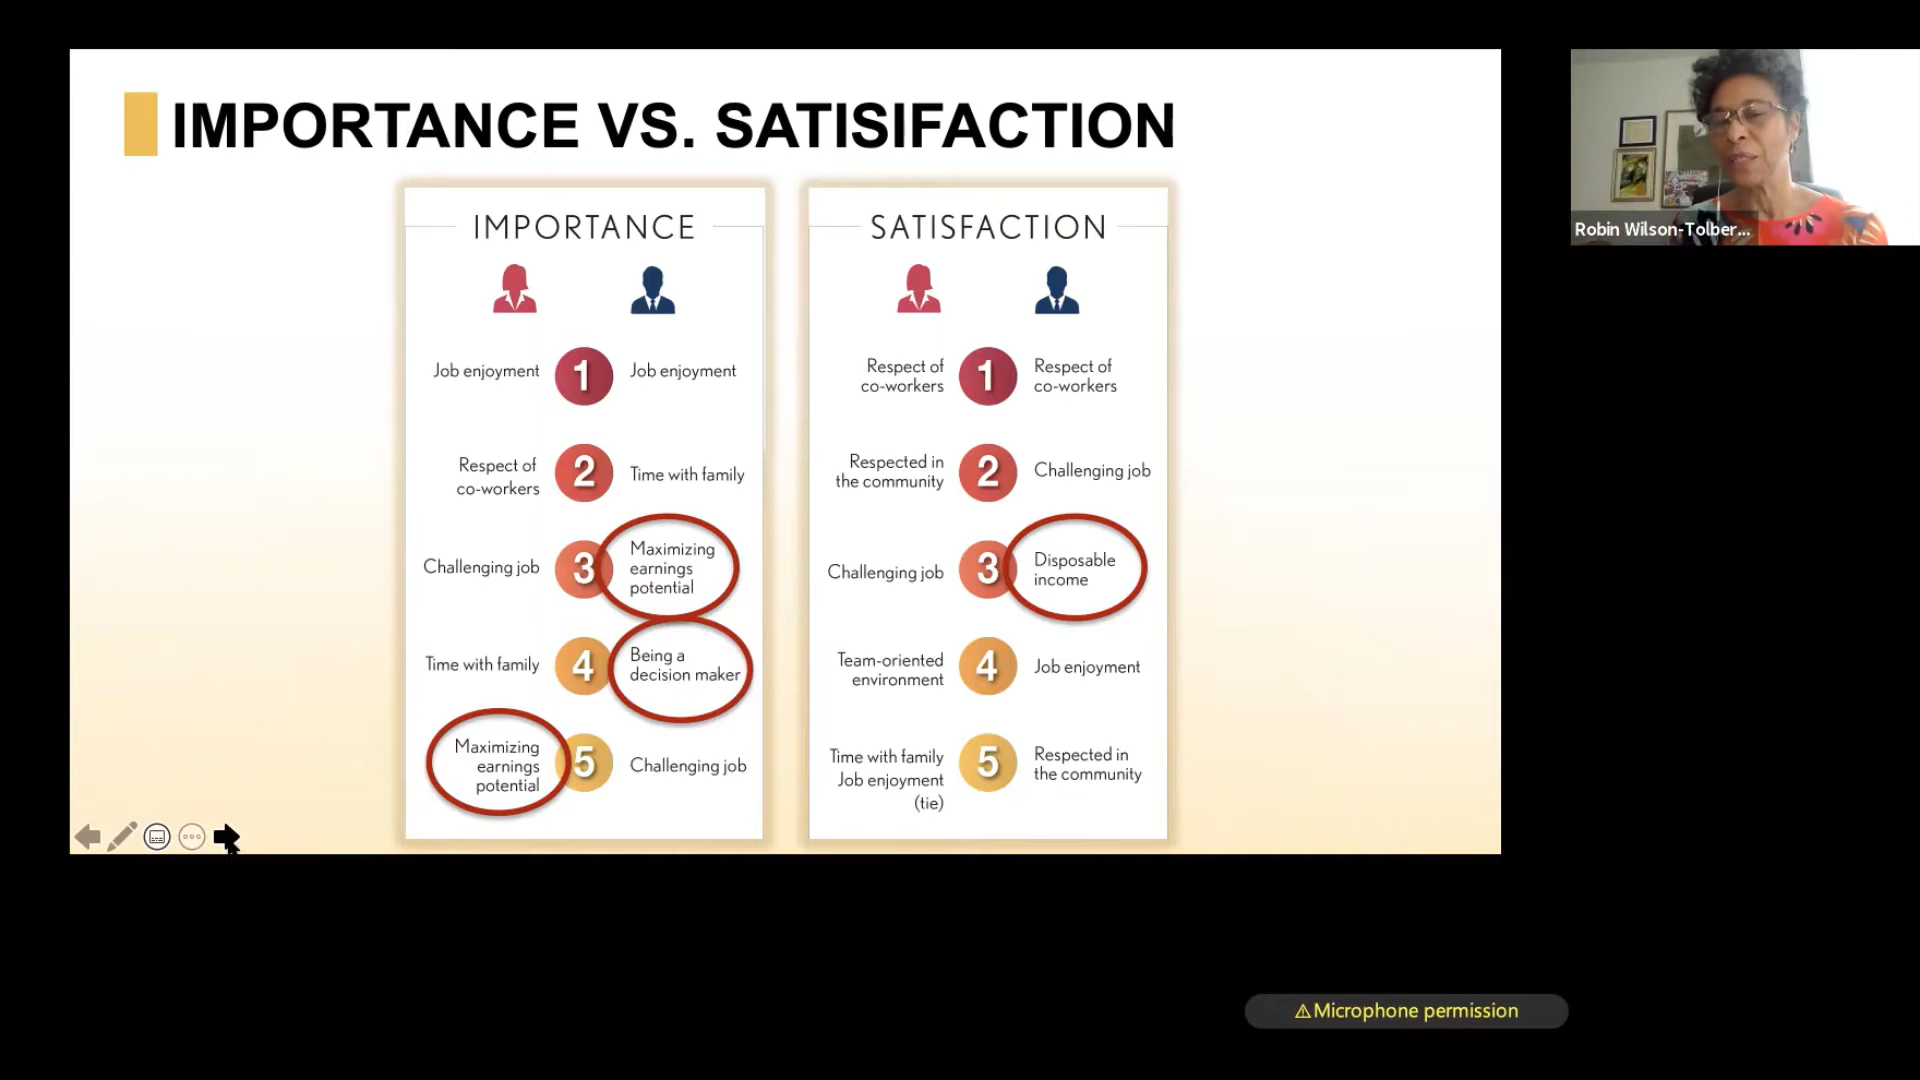 IMPORTANCE VS. SATISIFACTION
IMPORTANCE
Job enjoyment
1
Job enjoyment
Respect of
co-workers
2
Time with family
Challenging job
3
Maximizing
earnings
potential
Time with family
4
Being a
decision maker
Maximizing
earnings
potential
5
Challenging job
SATISFACTION
Respect of
co-workers
1
Respect of
co-workers
Respected in
the community
2
Challenging job
Challenging job
3
Disposable
income
Team-oriented
environment
4
Job enjoyment
Time with family
Job enjoyment
(tie)
5
Respected in
the community
Robin Wilson-Tolber...
⚠Microphone permission